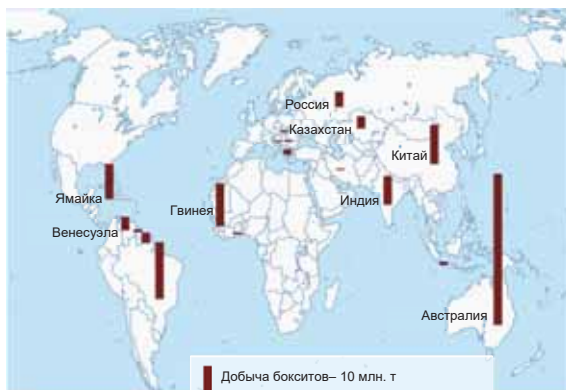 Россия
Казахстан
Китай
Ямайка
Гвинея
Индия
Венесуэла
Австралия
Добыча бокситов– 10 млн. т